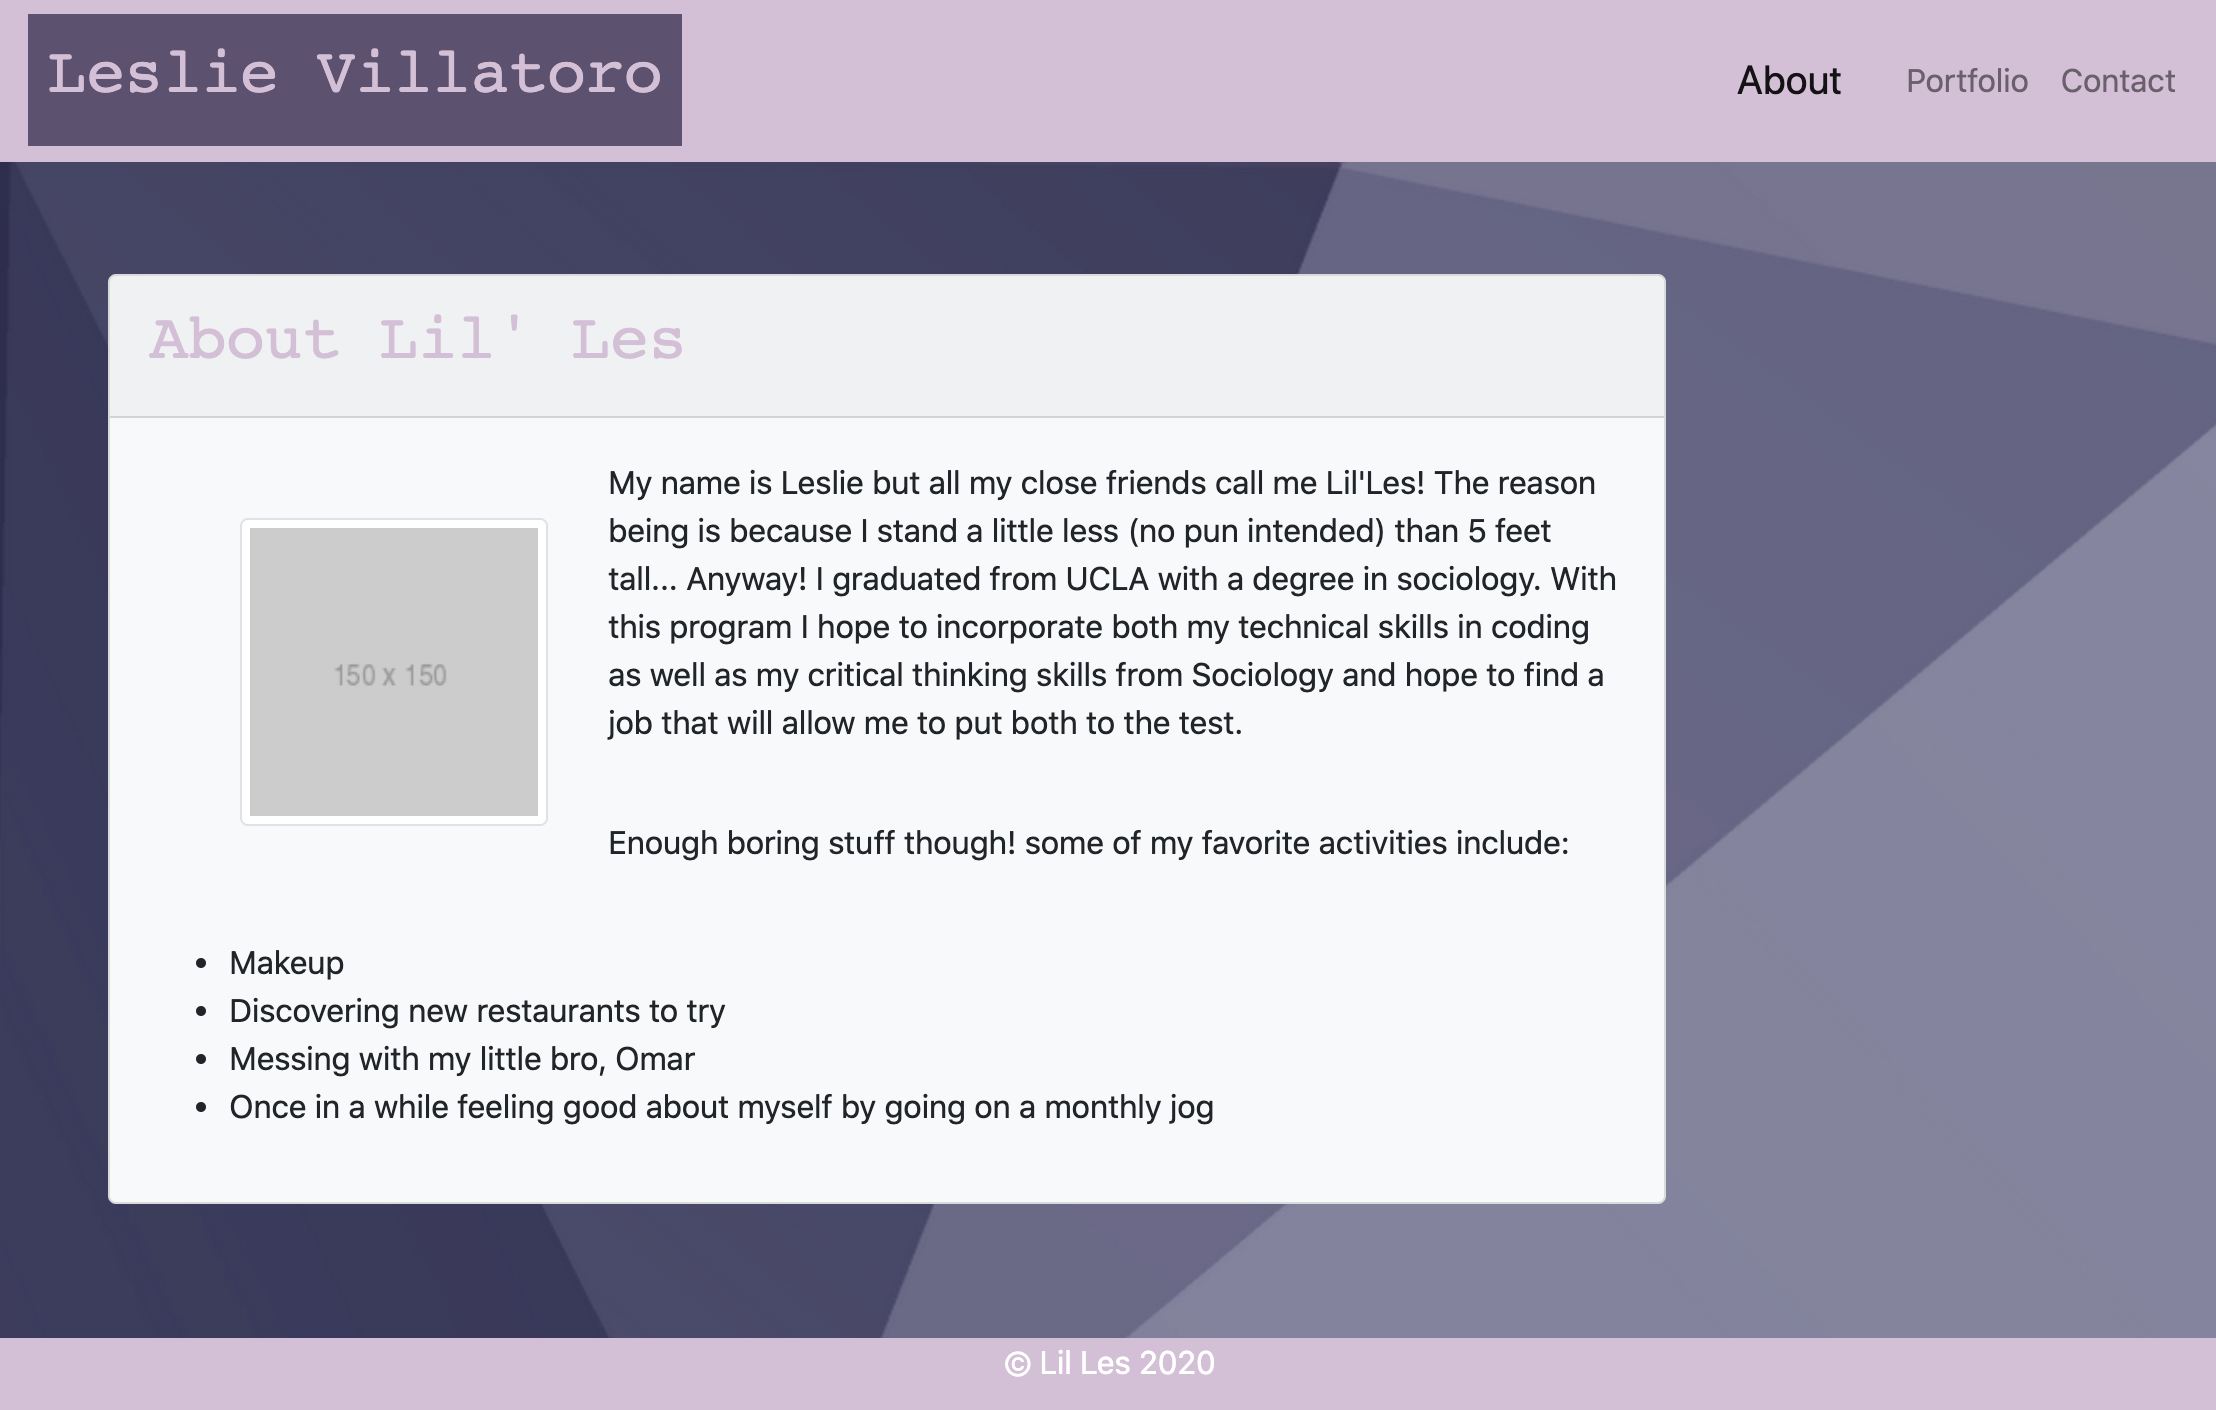 Leslie Villatoro
About Portfolio Contact
About Lil' Les
My name is Leslie but all my close friends call me Lil'Les! The reason
being is because I stand a little less (no pun intended) than 5 feet
tall... Anyway! I graduated from UCLA with a degree in sociology. With
this program I hope to incorporate both my technical skills in coding
as well as my critical thinking skills from Sociology and hope to find a
job that will allow me to put both to the test.
150 x 150
Enough boring stuff though! some of my favorite activities include:
• Makeup
• Discovering new restaurants to try
• Messing with my little bro, Omar
• Once in a while feeling good about myself by going on a monthly jog
© Lil Les 2020